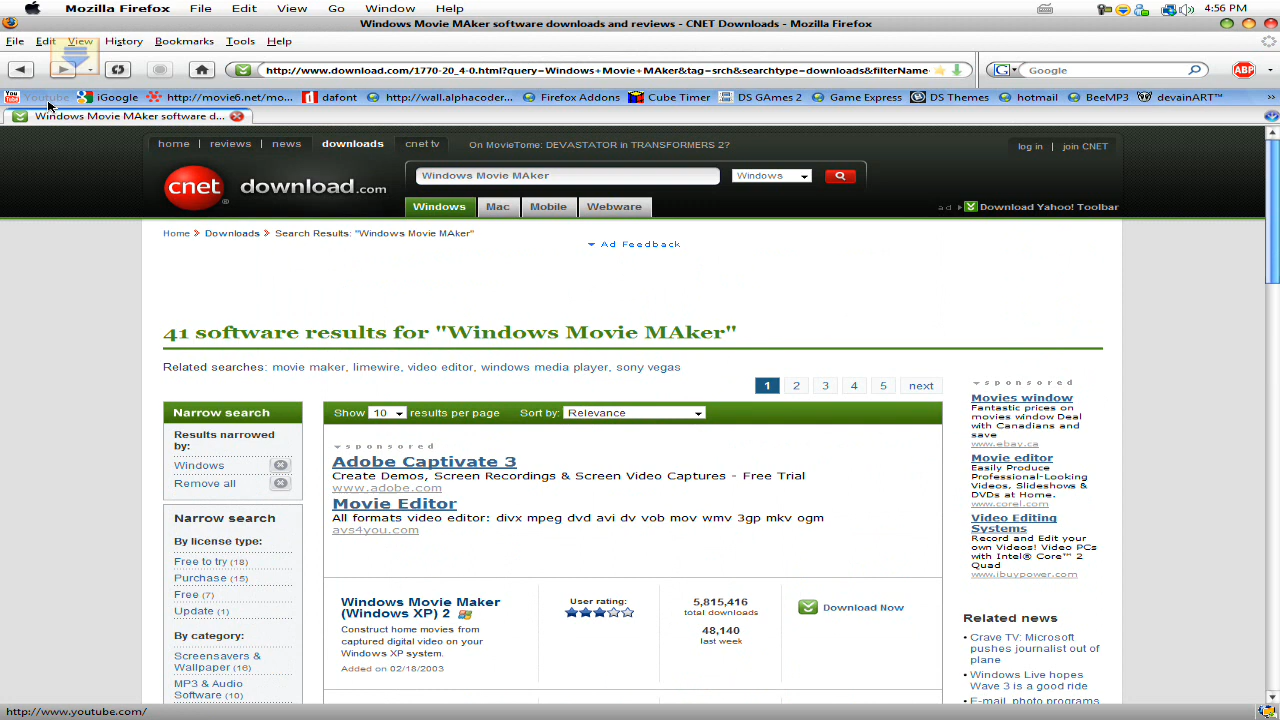 Mozilla Firefox File Edit View Go Window Help 4:56 PM
Windows Movie MAker software downloads and reviews - CNET Downloads - Mozilla Firefox
File Edit View History Bookmarks Tools Help
http://www.download.com/1770-20_4-0.html?query=Windows+Movie+MAker&tag=srch&searchtype=downloads&filterName= G Google ABP
Youtube iGoogle http://movie6.net/mo... dafont http://wall.alphacoder... Firefox Addons Cube Timer DS GAmes 2 Game Express DS Themes hotmail BeeMP3 devainART™ »
Windows Movie MAker software d...
home | reviews | news downloads cnet tv On MovieTome: DEVASTATOR in TRANSFORMERS 2? log in | join CNET
cnet download.com Windows Movie MAker Windows
Windows Mac Mobile Webware ad Download Yahoo! Toolbar
Home Downloads Search Results: "Windows Movie MAker"
Ad Feedback
41 software results for "Windows Movie MAker"
Related searches: movie maker, limewire, video editor, windows media player, sony vegas
1 2 3 4 5 next
Narrow search
Results narrowed by:
Windows
Remove all
Narrow search
By license type:
Free to try (18)
Purchase (15)
Free (7)
Update (1)
By category:
Screensavers &
Wallpaper (16)
MP3 & Audio
Software (10)
Show 10 results per page Sort by: Relevance
sponsored
Adobe Captivate 3
Create Demos, Screen Recordings & Screen Video Captures - Free Trial
www.adobe.com
Movie Editor
All formats video editor: divx mpeg dvd avi dv vob mov wmv 3gp mkv ogm
avs4you.com
Windows Movie Maker
(Windows XP) 2
Construct home movies from
captured digital video on your
Windows XP system.
Added on 02/18/2003
User rating:
5,815,416
total downloads
48,140
last week
Download Now
sponsored
Movies window
Fantastic prices on
movies window Deal
with Canadians and
save
www.ebay.ca
Movie editor
Easily Produce
Professional-Looking
Videos, Slideshows &
DVDs at Home.
www.corel.com
Video Editing
Systems
Record and Edit your
own Videos! Video PCs
with Intel® Core™ 2
Quad
www.ibuypower.com
Related news
• Crave TV: Microsoft
pushes journalist out of
plane
• Windows Live hopes
Wave 3 is a good ride
• E-mail, photo programs
http://www.youtube.com/